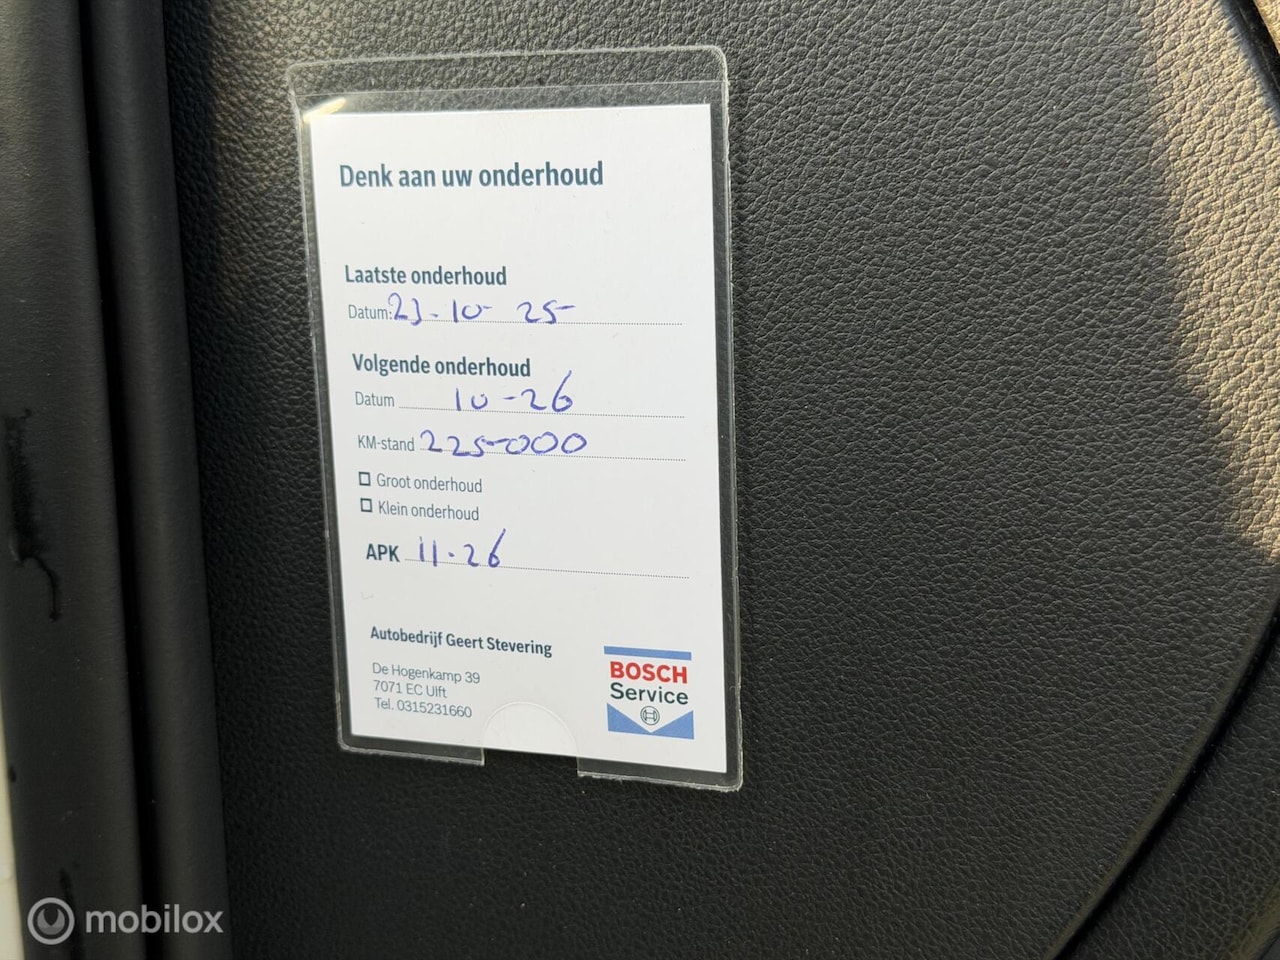 Denk aan uw onderhoud
Laatste onderhoud
Datum: 23-10-25
Volgende onderhoud
Datum 10-26
KM-stand 225000
Groot onderhoud
Klein onderhoud
APK 11-26
Autobedrijf Geert Stevering
De Hogenkamp 39
7071 EC Ulft
Tel. 0315231660
BOSCH
Service
mobilox